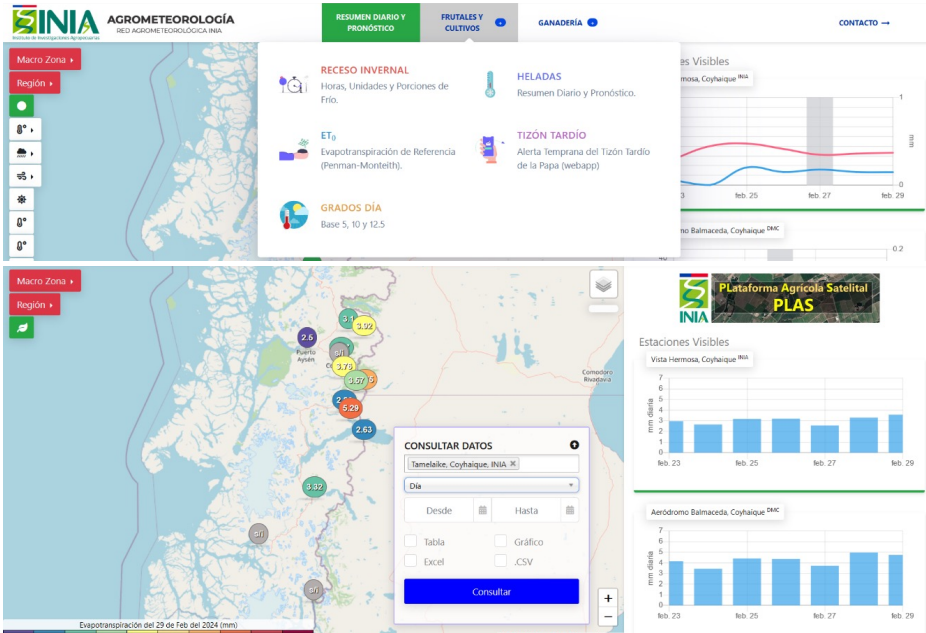 INIA
Instituto de Investigaciones Agropecuarias
AGROMETEOROLOGÍA
RED AGROMETEOROLÓGICA INIA
RESUMEN DIARIO Y
PRONÓSTICO
FRUTALES Y
CULTIVOS
GANADERÍA
CONTACTO →
Macro Zona
Región
RECESO INVERNAL
Horas, Unidades y Porciones de
Frío.
HELADAS
Resumen Diario y Pronóstico.
ET0
Evapotranspiración de Referencia
(Penman-Monteith).
TIZÓN TARDÍO
Alerta Temprana del Tizón Tardío
de la Papa (webapp)
GRADOS DÍA
Base 5, 10 y 12.5
es Visibles
mosa, Coyhaique INIA
1
mm
0
3
feb. 25
feb. 27
feb. 29
no Balmaceda, Coyhaique DMC
0.2
40
Macro Zona
Región
3.02
2.5
Puerto
Aysén
s/i
3.73
3.57
5.29
2.63
3.32
s/i
s/i
Comodoro
Rivadavia
CONSULTAR DATOS
Tamelaike, Coyhaique, INIA ×
Día
Desde
Hasta
Tabla
Gráfico
Excel
.CSV
Consultar
+
−
Evapotranspiración del 29 de Feb del 2024 (mm)
INIA
PLataforma Agrícola Satelital
PLAS
Estaciones Visibles
Vista Hermosa, Coyhaique INIA
7
6
5
4
3
2
1
0
mm diaria
feb. 23
feb. 25
feb. 27
feb. 29
Aeródromo Balmaceda, Coyhaique DMC
7
6
5
4
3
2
1
0
mm diaria
feb. 23
feb. 25
feb. 27
feb. 29